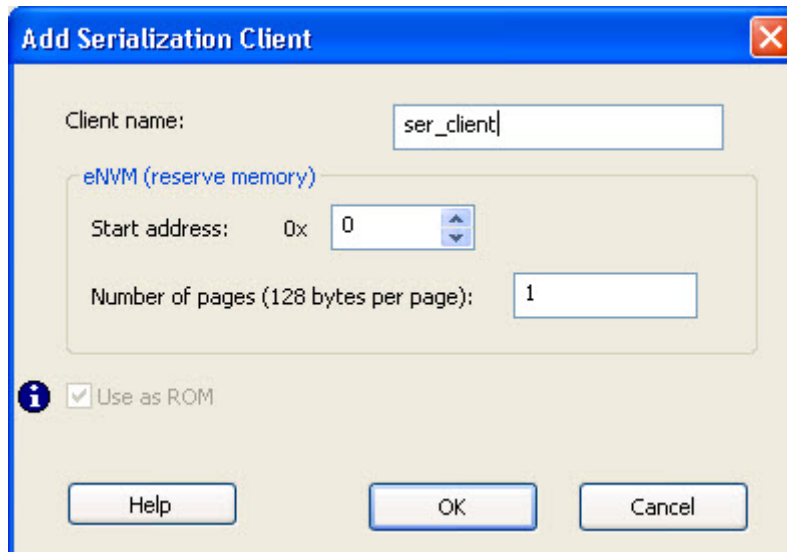 Add Serialization Client
Client name: ser_client
eNVM (reserve memory)
Start address: 0x 0
Number of pages (128 bytes per page): 1
Use as ROM
Help OK Cancel